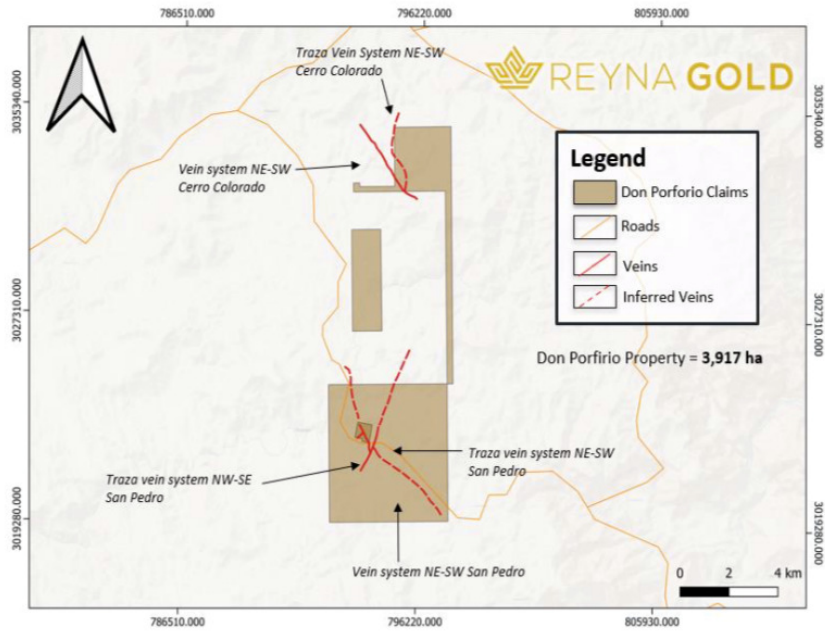 786510.000 796220.000 805930.000
Traza Vein System NE-SW
Cerro Colorado
REYNA GOLD
3035340.000 3035340.000
Legend
Vein system NE-SW
Cerro Colorado
Don Porforio Claims
Roads
Veins
Inferred Veins
3027310.000 3027310.000
Don Porfirio Property = 3,917 ha
Traza vein system NE-SW
San Pedro
Traza vein system NW-SE
San Pedro
3019280.000 3019280.000
Vein system NE-SW San Pedro
0 2 4 km
786510.000 796220.000 805930.000